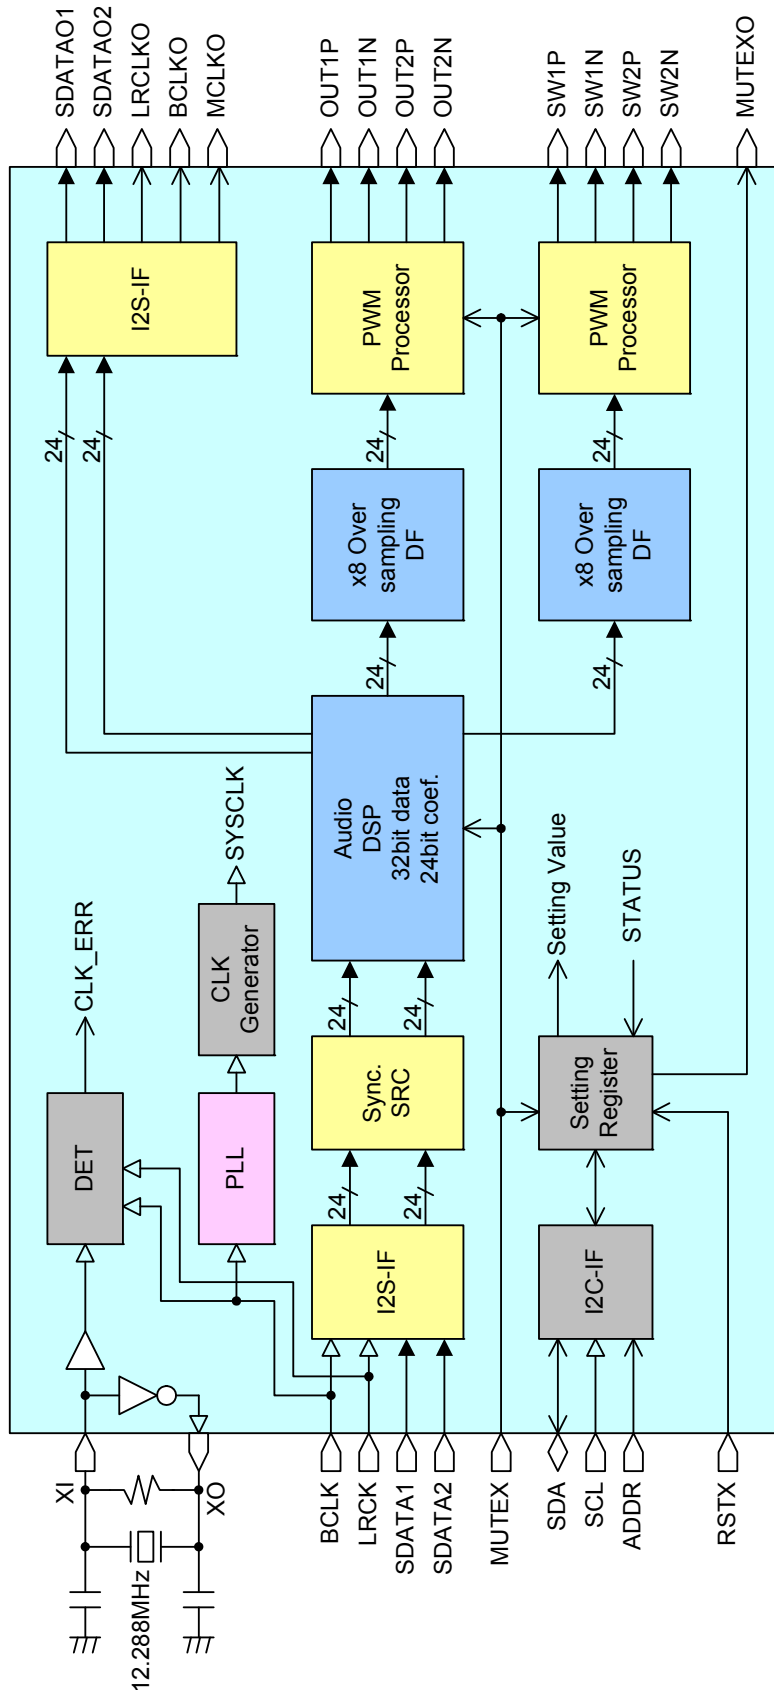 SDATAO1
SDATAO2
LRCLKO
BCLKO
MCLKO
OUT1P
OUT1N
OUT2P
OUT2N
SW1P
SW1N
SW2P
SW2N
MUTEXO
I2S-IF
PWM
Processor
PWM
Processor
24
24
24
24
x8 Over
sampling
DF
x8 Over
sampling
DF
24
24
Audio
DSP
32bit data
24bit coef.
CLK_ERR
SYSCLK
Setting Value
STATUS
CLK
Generator
24
24
DET
PLL
Sync.
SRC
Setting
Register
24
24
I2S-IF
I2C-IF
XI
XO
12.288MHz
BCLK
LRCK
SDATA1
SDATA2
MUTEX
SDA
SCL
ADDR
RSTX